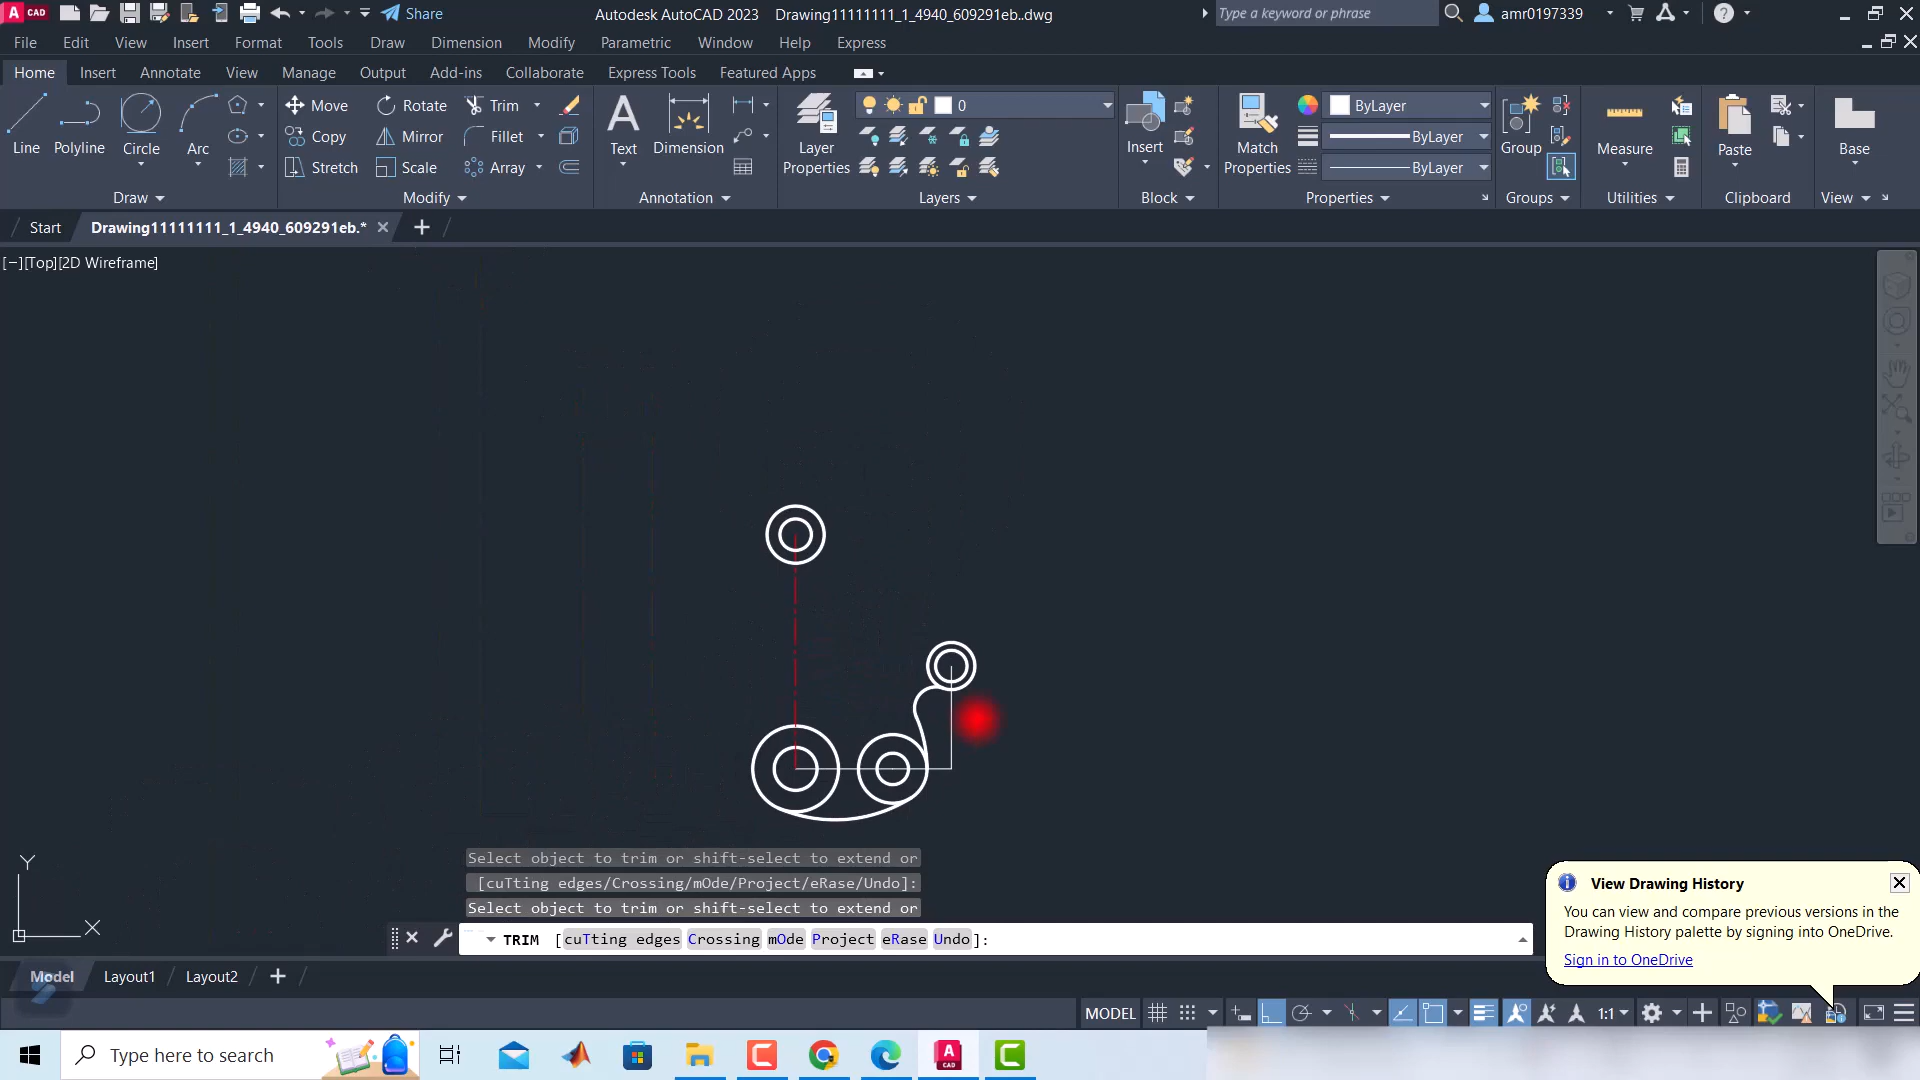 A CAD
Share
Autodesk AutoCAD 2023 Drawing11111111_1_4940_609291eb..dwg
Type a keyword or phrase
amr0197339
File Edit View Insert Format Tools Draw Dimension Modify Parametric Window Help Express
Home Insert Annotate View Manage Output Add-ins Collaborate Express Tools Featured Apps
Line
Polyline
Circle
Arc
Draw
Move
Rotate
Trim
Copy
Mirror
Fillet
Stretch
Scale
Array
Modify
A
Text
Dimension
Annotation
Layer
Properties
0
Layers
Insert
Block
Match
Properties
ByLayer
ByLayer
ByLayer
Properties
Group
Groups
Measure
Utilities
Paste
Clipboard
Base
View
Start
Drawing11111111_1_4940_609291eb.*
[−][Top][2D Wireframe]
Y
X
Select object to trim or shift-select to extend or
[cuTting edges/Crossing/mOde/Project/eRase/Undo]:
Select object to trim or shift-select to extend or
TRIM [cuTting edges Crossing mOde Project eRase Undo]:
View Drawing History
You can view and compare previous versions in the
Drawing History palette by signing into OneDrive.
Sign in to OneDrive
Model Layout1 Layout2
MODEL
1:1
Type here to search
A
CAD